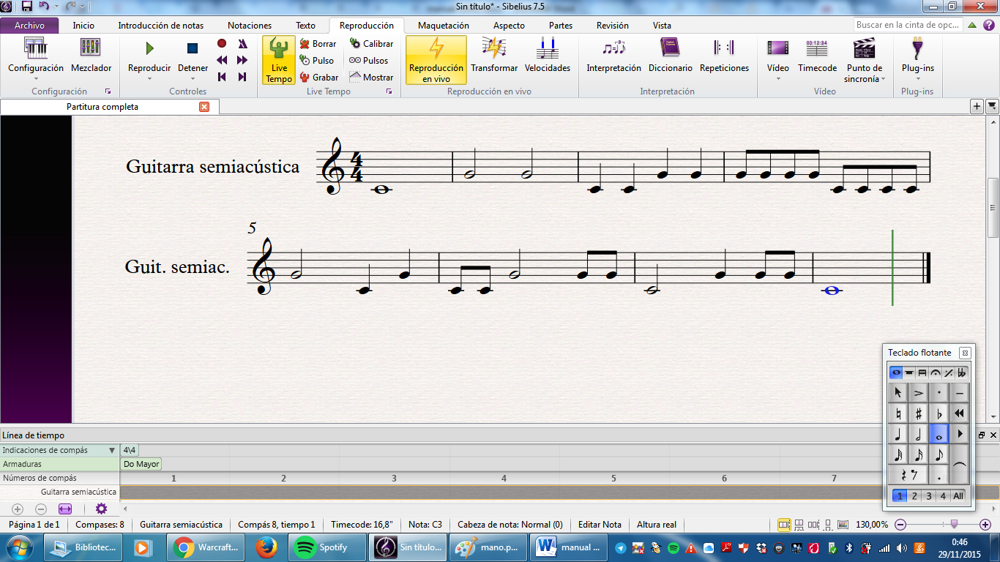 Sin título* - Sibelius 7.5
Archivo Inicio Introducción de notas Notaciones Texto Reproducción Maquetación Aspecto Partes Revisión Vista Buscar en la cinta de opc...
Configuración Mezclador Reproducir Detener Live Tempo Borrar Pulso Grabar Calibrar Pulsos Mostrar Reproducción en vivo Transformar Velocidades Interpretación Diccionario Repeticiones Vídeo Timecode Punto de sincronía Plug-ins
Configuración Controles Live Tempo Reproducción en vivo Interpretación Vídeo Plug-ins
Partitura completa
Guitarra semiacústica 4 4
5
Guit. semiac.
Teclado flotante
1 2 3 4 All
Línea de tiempo
Indicaciones de compás 4\4
Armaduras Do Mayor
Números de compás 1 2 3 4 5 6 7
Guitarra semiacústica
Página 1 de 1 Compases: 8 Guitarra semiacústica Compás 8, tiempo 1 Timecode: 16,8" Nota: C3 Cabeza de nota: Normal (0) Editar Nota Altura real 130,00%
Bibliotec... Warcraft... Spotify Sin título... mano.p... manual ... 0:46
29/11/2015